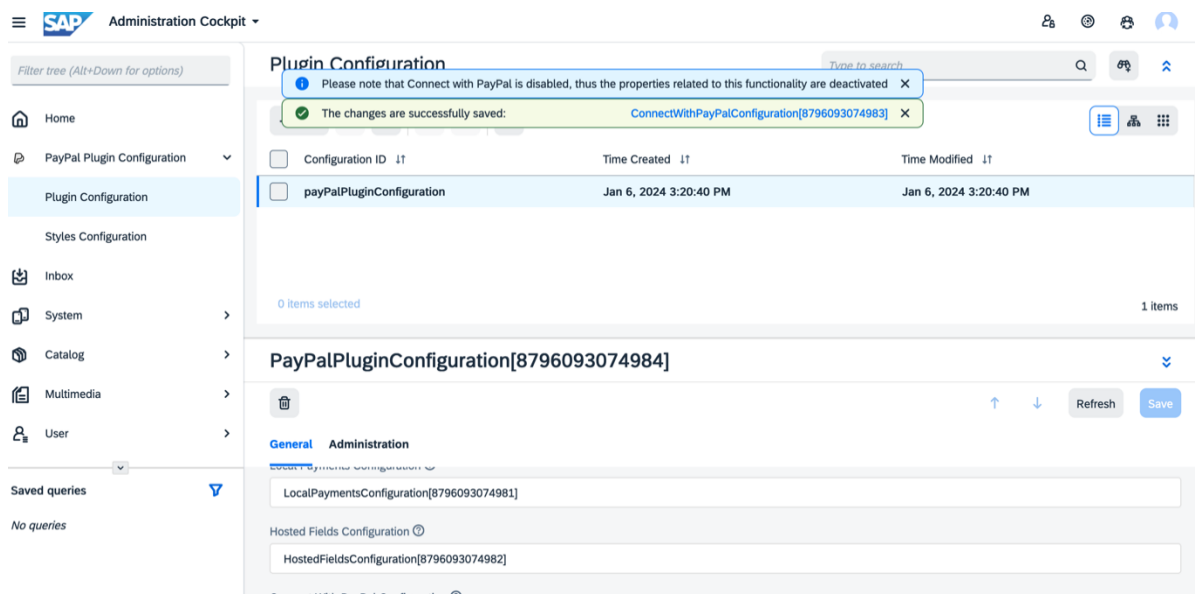 SAP
Administration Cockpit
Filter tree (Alt+Down for options)
Home
PayPal Plugin Configuration
Plugin Configuration
Styles Configuration
Inbox
System
Catalog
Multimedia
User
Saved queries
No queries
Plugin Configuration
Type to search
Please note that Connect with PayPal is disabled, thus the properties related to this functionality are deactivated
The changes are successfully saved: ConnectWithPayPalConfiguration[8796093074983]
Configuration ID Time Created Time Modified
payPalPluginConfiguration Jan 6, 2024 3:20:40 PM Jan 6, 2024 3:20:40 PM
0 items selected
1 items
PayPalPluginConfiguration[8796093074984]
Refresh Save
General Administration
Local Payments Configuration
LocalPaymentsConfiguration[8796093074981]
Hosted Fields Configuration
HostedFieldsConfiguration[8796093074982]